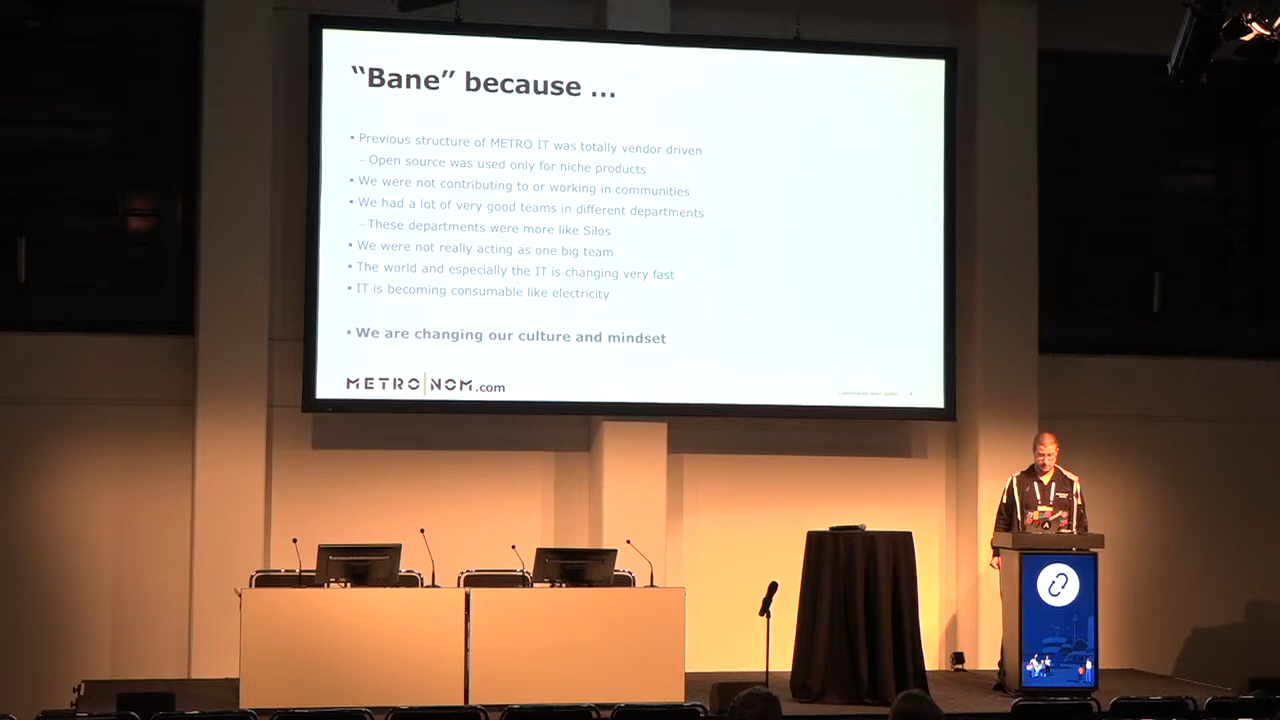 “Bane” because ...
▪ Previous structure of METRO IT was totally vendor driven
– Open source was used only for niche products
▪ We were not contributing to or working in communities
▪ We had a lot of very good teams in different departments
– These departments were more like Silos
▪ We were not really acting as one big team
▪ The world and especially the IT is changing very fast
▪ IT is becoming consumable like electricity
▪ We are changing our culture and mindset
METRO NOM.com